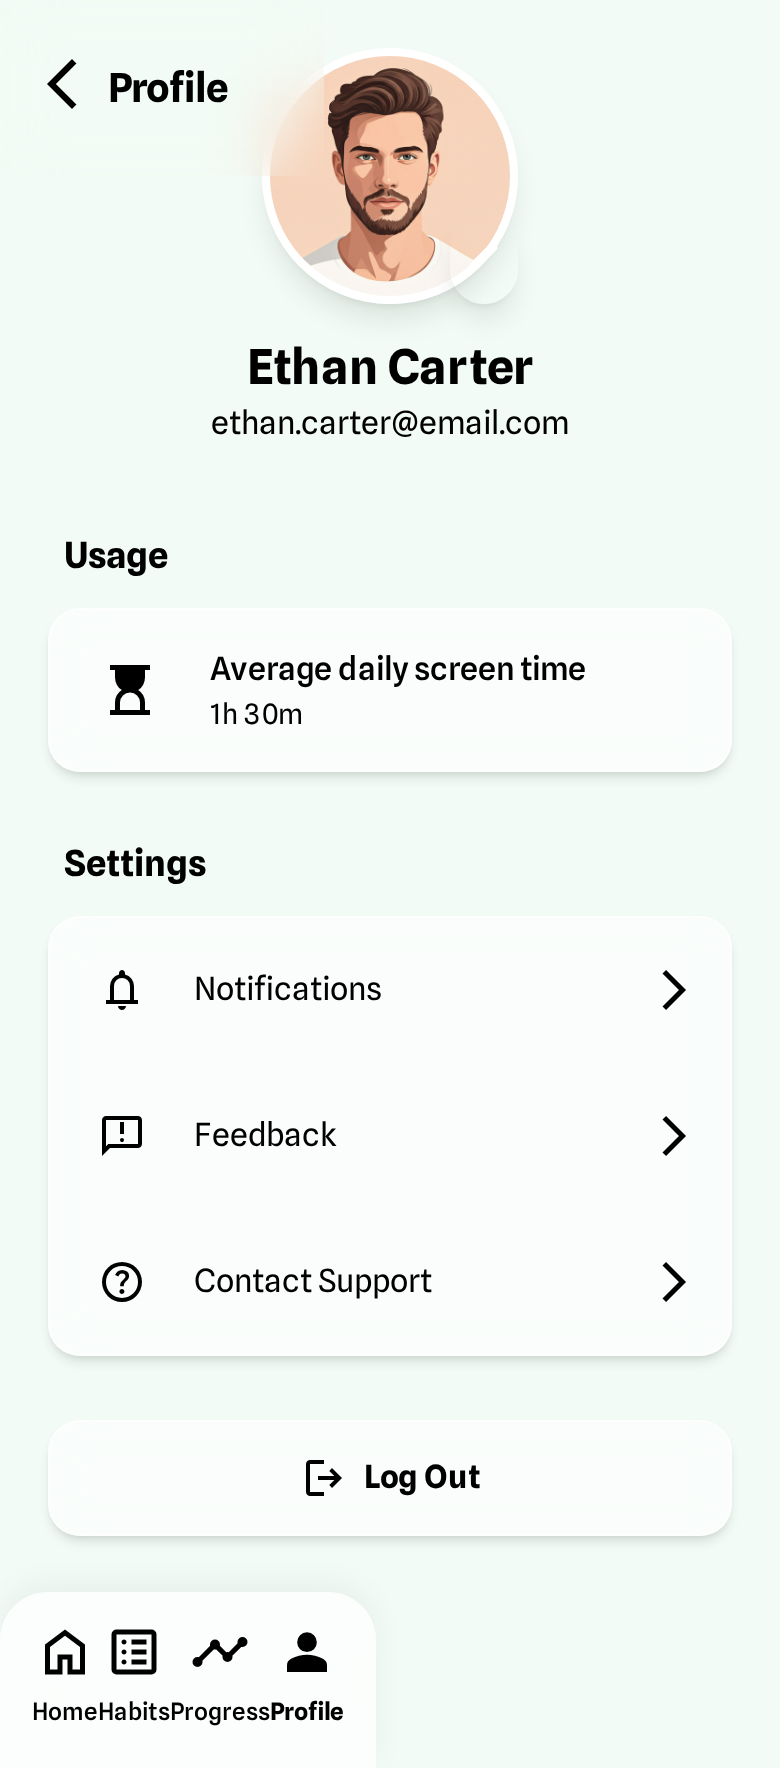 Profile
Ethan Carter
ethan.carter@email.com
Usage
Average daily screen time
1h 30m
Settings
Notifications
Feedback
Contact Support
Log Out
Home Habits Progress Profile